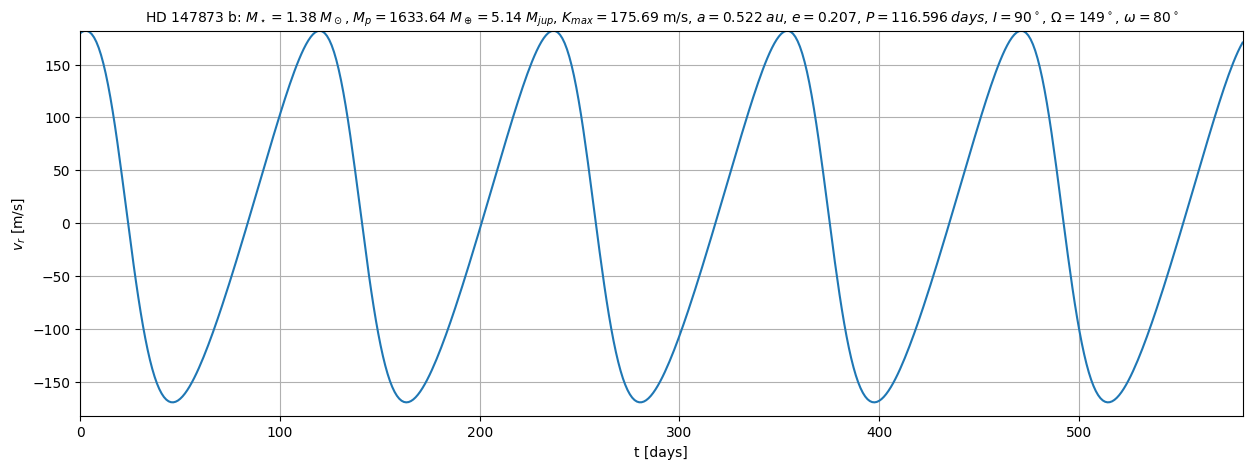 HD 147873 b: M⋆ = 1.38 M⊙, Mp = 1633.64 M⊕ = 5.14 Mjup, Kmax = 175.69 m/s, a = 0.522 au, e = 0.207, P = 116.596 days, I = 90°, Ω = 149°, ω = 80°
150
100
50
0
−50
−100
−150
vr [m/s]
0 100 200 300 400 500
t [days]